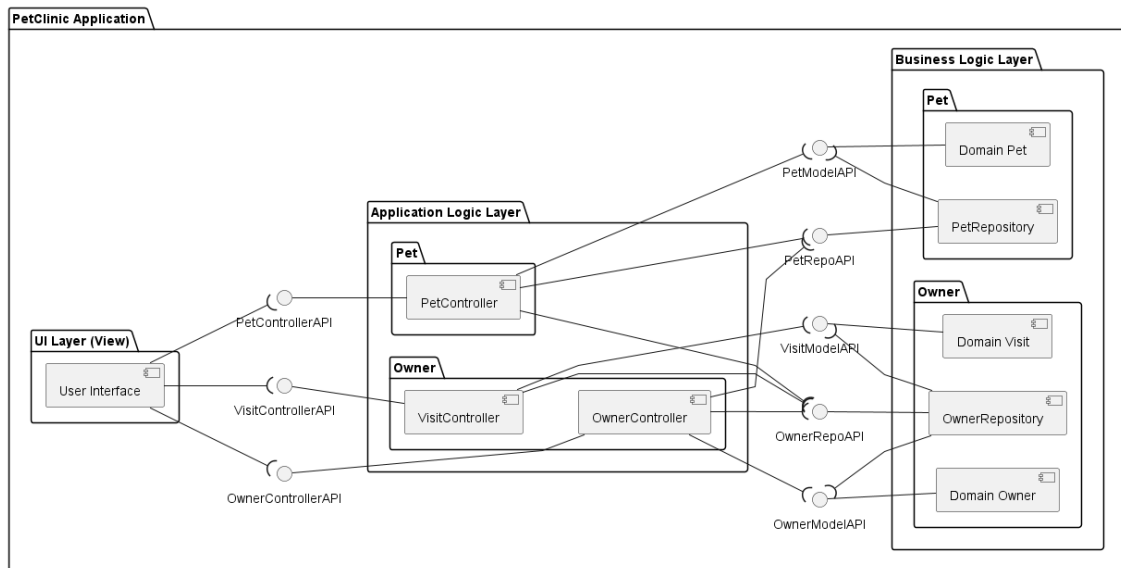 PetClinic Application
Business Logic Layer
Pet
Domain Pet
PetModelAPI
PetRepository
PetRepoAPI
Application Logic Layer
Pet
PetController
PetControllerAPI
Owner
Domain Visit
VisitModelAPI
UI Layer (View)
User Interface
VisitControllerAPI
Owner
VisitController
OwnerController
OwnerRepository
OwnerRepoAPI
OwnerControllerAPI
Domain Owner
OwnerModelAPI